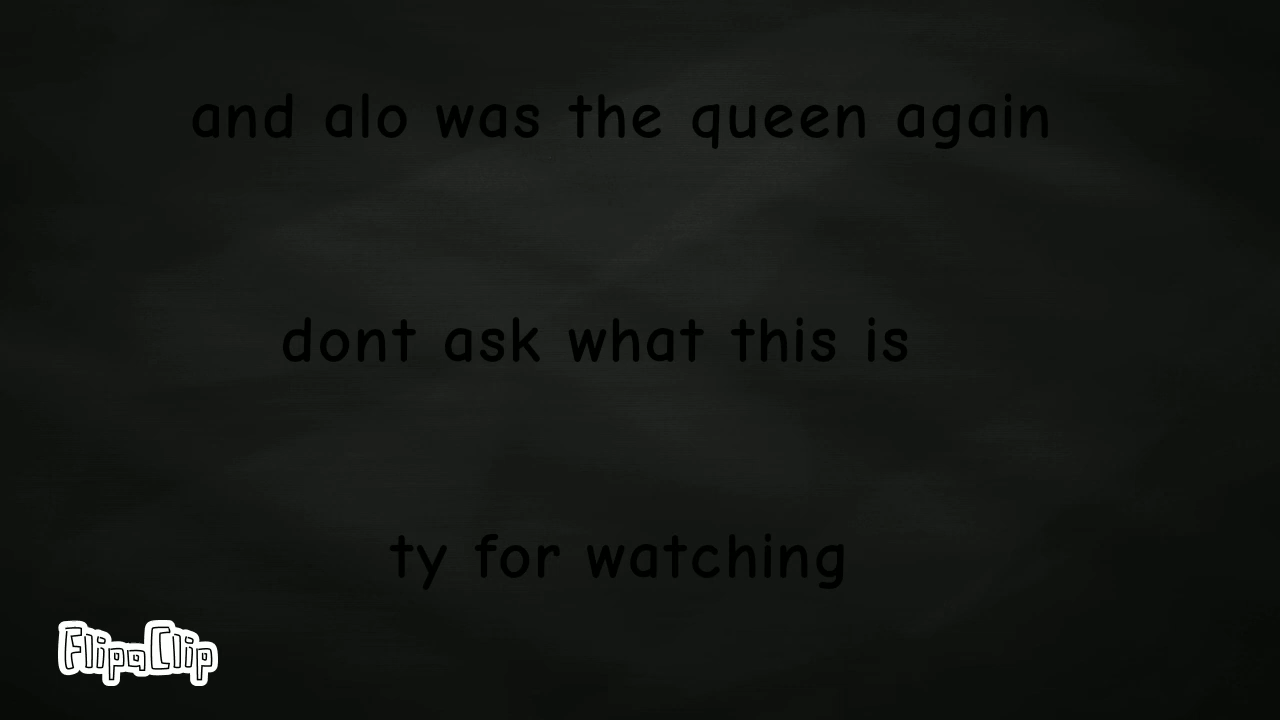 and alo was the queen again
dont ask what this is
ty for watching
FlipaClip